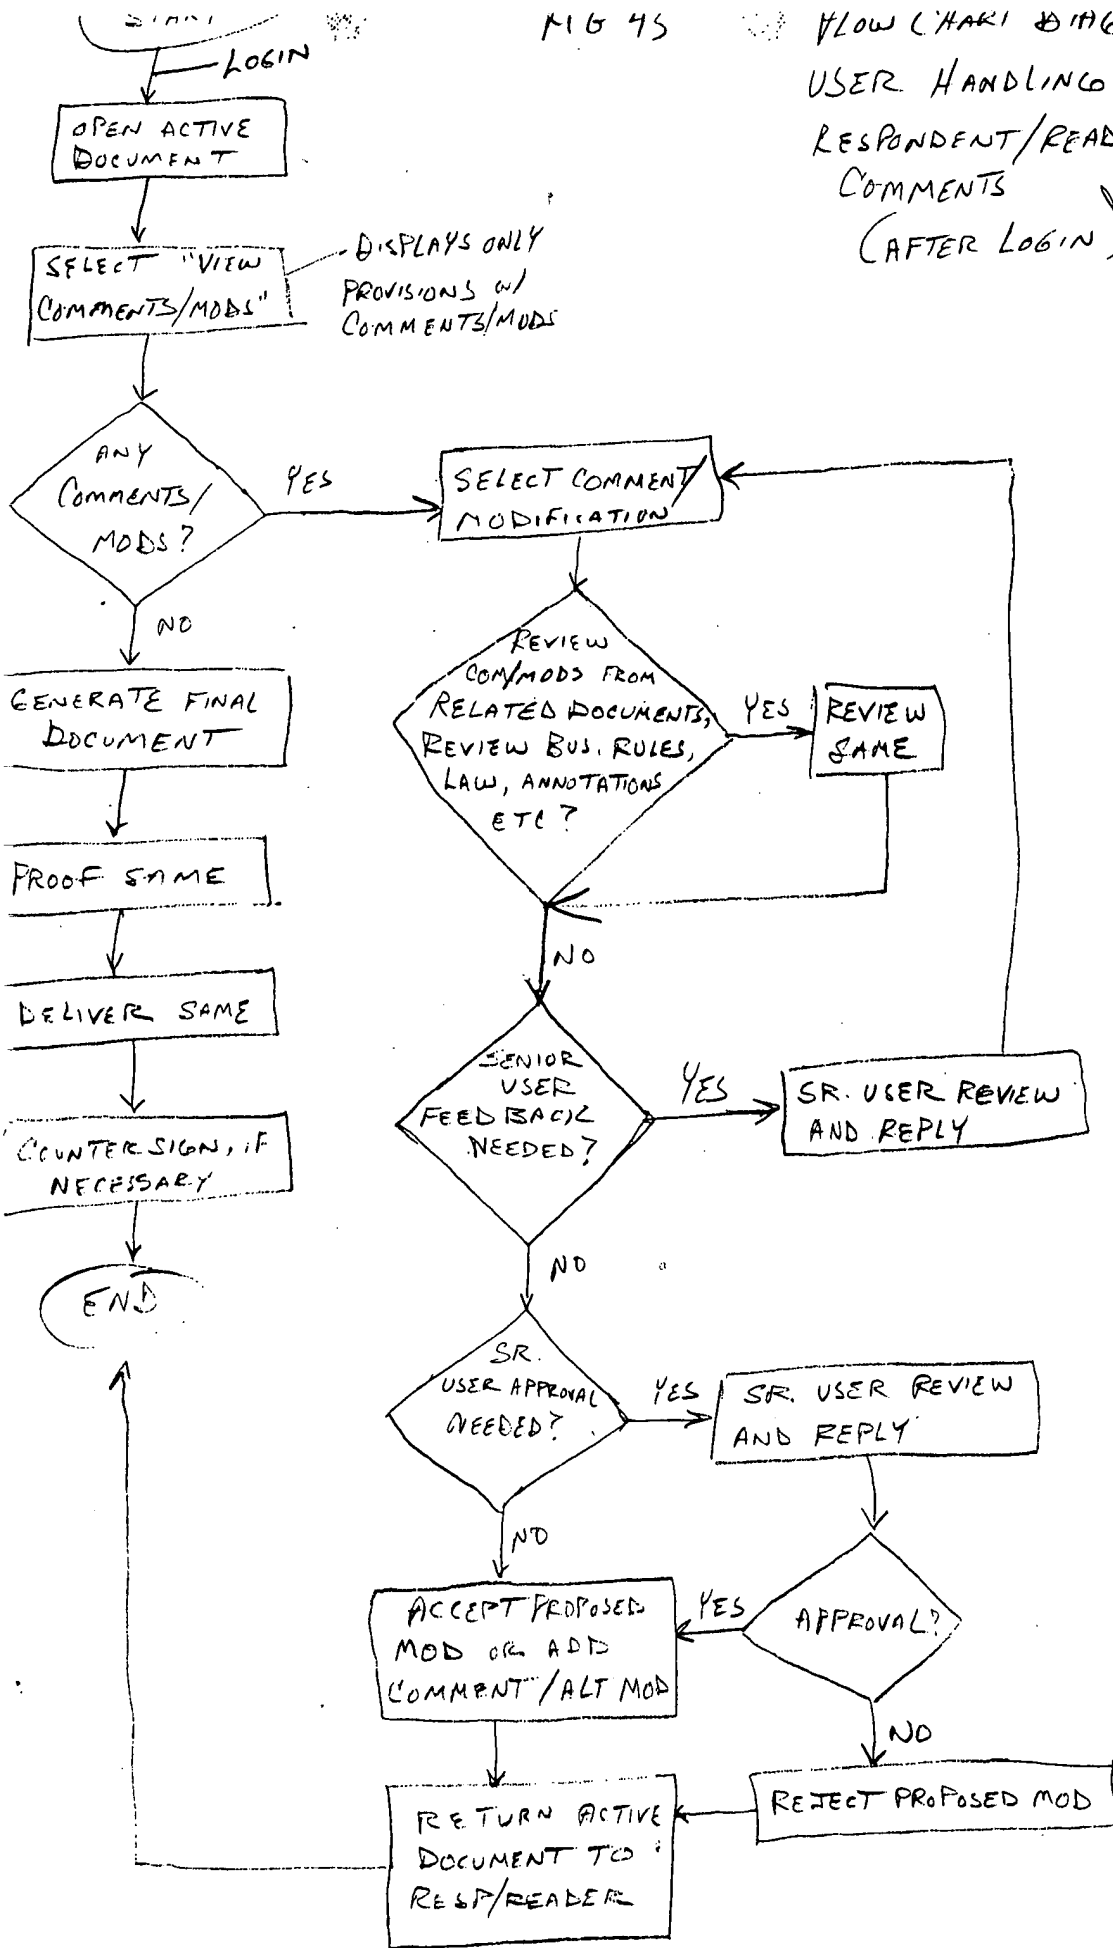 START
LOGIN
FLOW CHART
USER HANDLING
RESPONDENT/READ
COMMENTS
(AFTER LOGIN)
OPEN ACTIVE
DOCUMENT
SELECT "VIEW
COMMENTS/MODS"
DISPLAYS ONLY
PROVISIONS W/
COMMENTS/MODS
ANY
COMMENTS/
MODS?
YES
NO
SELECT COMMENT/
MODIFICATION
REVIEW
COM/MODS FROM
RELATED DOCUMENTS,
REVIEW BUS. RULES,
LAW, ANNOTATIONS
ETC?
YES
REVIEW
SAME
NO
GENERATE FINAL
DOCUMENT
PROOF SAME
DELIVER SAME
COUNTERSIGN, IF
NECESSARY
END
SENIOR
USER
FEEDBACK
NEEDED?
YES
SR. USER REVIEW
AND REPLY
NO
SR.
USER APPROVAL
NEEDED?
YES
SR. USER REVIEW
AND REPLY
NO
APPROVAL?
YES
NO
ACCEPT PROPOSED
MOD OR ADD
COMMENT/ALT MOD
REJECT PROPOSED MOD
RETURN ACTIVE
DOCUMENT TO
RESP/READER